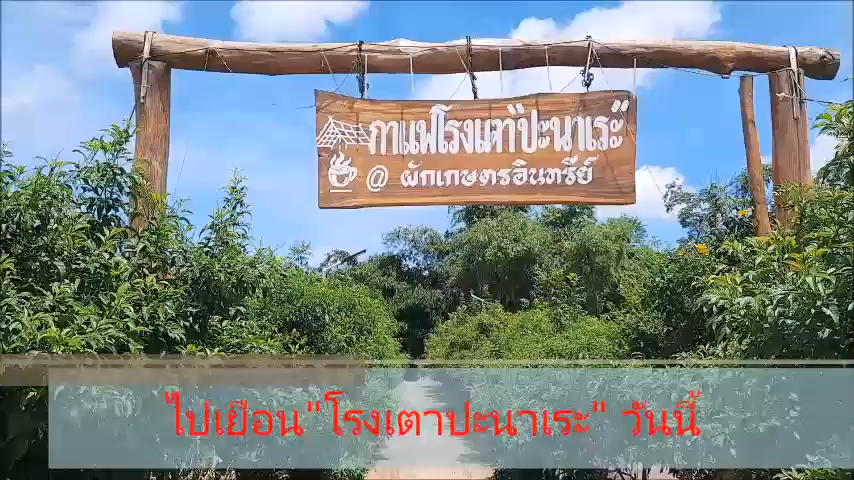 กาแฟโรงเตาปะนาเระ
@ ผักเกษตรอินทรีย์
ไปเยือน"โรงเตาปะนาเระ" วันนี้